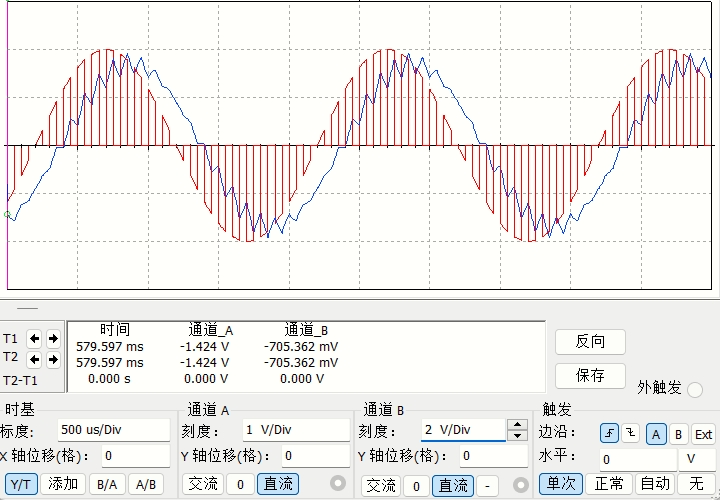 时间 通道_A 通道_B
T1 579.597 ms -1.424 V -705.362 mV
T2 579.597 ms -1.424 V -705.362 mV
T2-T1 0.000 s 0.000 V 0.000 V
反向
保存
外触发
时基 通道 A 通道 B 触发
标度: 500 us/Div 刻度: 1 V/Div 刻度: 2 V/Div 边沿: A B Ext
X 轴位移(格): 0 Y 轴位移(格): 0 Y 轴位移(格): 0 水平: 0 V
Y/T 添加 B/A A/B 交流 0 直流 交流 0 直流 - 单次 正常 自动 无